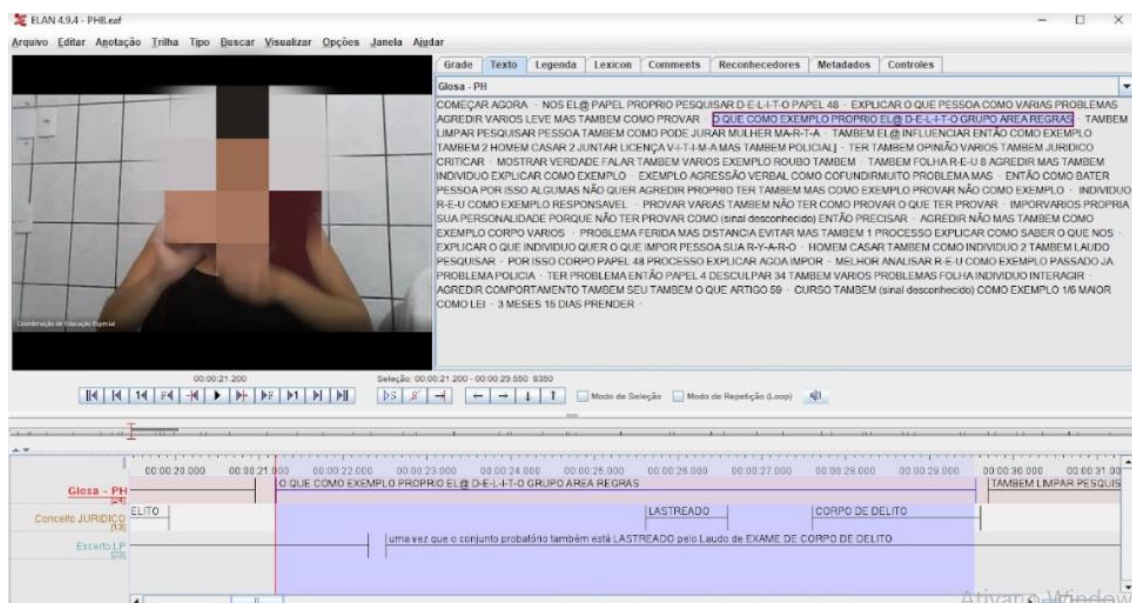 ELAN 4.9.4 - PH8.eaf
Arquivo Editar Anotação Trilha Tipo Buscar Visualizar Opções Janela Ajudar
Grade Texto Legenda Lexicon Comments Reconhecedores Metadados Controles
Glosa - PH
COMEÇAR AGORA · NOS EL@ PAPEL PROPRIO PESQUISAR D-E-L-I-T-O PAPEL 48 · EXPLICAR O QUE PESSOA COMO VARIAS PROBLEMAS
AGREDIR VARIOS LEVE MAS TAMBEM COMO PROVAR · O QUE COMO EXEMPLO PROPRIO EL@ D-E-L-I-T-O GRUPO AREA REGRAS · TAMBEM
LIMPAR PESQUISAR PESSOA TAMBEM COMO PODE JURAR MULHER MA-R-T-A · TAMBEM EL@ INFLUENCIAR ENTÃO COMO EXEMPLO
TAMBEM 2 HOMEM CASAR 2 JUNTAR LICENÇA V-I-T-I-M-A MAS TAMBEM POLICIAL] · TER TAMBEM OPINIÃO VARIOS TAMBEM JURIDICO
CRITICAR · MOSTRAR VERDADE FALAR TAMBEM VARIOS EXEMPLO ROUBO TAMBEM · TAMBEM FOLHA R-E-U 8 AGREDIR MAS TAMBEM
INDIVIDUO EXPLICAR COMO EXEMPLO · EXEMPLO AGRESSÃO VERBAL COMO COFUNDIRMUITO PROBLEMA MAS · ENTÃO COMO BATER
PESSOA POR ISSO ALGUMAS NÃO QUER AGREDIR PROPRIO TER TAMBEM MAS COMO EXEMPLO PROVAR NÃO COMO EXEMPLO · INDIVIDUO
R-E-U COMO EXEMPLO RESPONSAVEL · PROVAR VARIAS TAMBEM NÃO TER COMO PROVAR O QUE TER PROVAR · IMPORVARIOS PROPRIA
SUA PERSONALIDADE PORQUE NÃO TER PROVAR COMO (sinal desconhecido) ENTÃO PRECISAR · AGREDIR NÃO MAS TAMBEM COMO
EXEMPLO CORPO VARIOS · PROBLEMA FERIDA MAS DISTANCIA EVITAR MAS TAMBEM 1 PROCESSO EXPLICAR COMO SABER O QUE NOS ·
EXPLICAR O QUE INDIVIDUO QUER O QUE IMPOR PESSOA SUA R-Y-A-R-O · HOMEM CASAR TAMBEM COMO INDIVIDUO 2 TAMBEM LAUDO
PESQUISAR · POR ISSO CORPO PAPEL 48 PROCESSO EXPLICAR AGOA IMPOR · MELHOR ANALISAR R-E-U COMO EXEMPLO PASSADO JA
PROBLEMA POLICIA · TER PROBLEMA ENTÃO PAPEL 4 DESCULPAR 34 TAMBEM VARIOS PROBLEMAS FOLHA INDIVIDUO INTERAGIR ·
AGREDIR COMPORTAMENTO TAMBEM SEU TAMBEM O QUE ARTIGO 59 · CURSO TAMBEM (sinal desconhecido) COMO EXEMPLO 1/6 MAIOR
COMO LEI · 3 MESES 15 DIAS PRENDER ·
Coordenação de Educação Especial
00:00:21.200
Seleção: 00:00:21.200 - 00:00:29.550 8350
Modo de Seleção Modo de Repetição (Loop)
00:00:20.000 00:00:21.000 00:00:22.000 00:00:23.000 00:00:24.000 00:00:25.000 00:00:26.000 00:00:27.000 00:00:28.000 00:00:29.000 00:00:30.000 00:00:31.00
Glosa - PH
[24]
O QUE COMO EXEMPLO PROPRIO EL@ D-E-L-I-T-O GRUPO AREA REGRAS
TAMBEM LIMPAR PESQUIS
Conceito JURIDICO
[13]
ELITO
LASTREADO
CORPO DE DELITO
Excerto LP
[23]
uma vez que o conjunto probatório também está LASTREADO pelo Laudo de EXAME DE CORPO DE DELITO